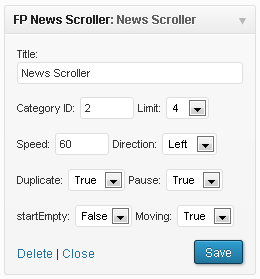 FP News Scroller: News Scroller
Title:
News Scroller
Category ID: 2 Limit: 4
Speed: 60 Direction: Left
Duplicate: True Pause: True
startEmpty: False Moving: True
Delete | Close Save